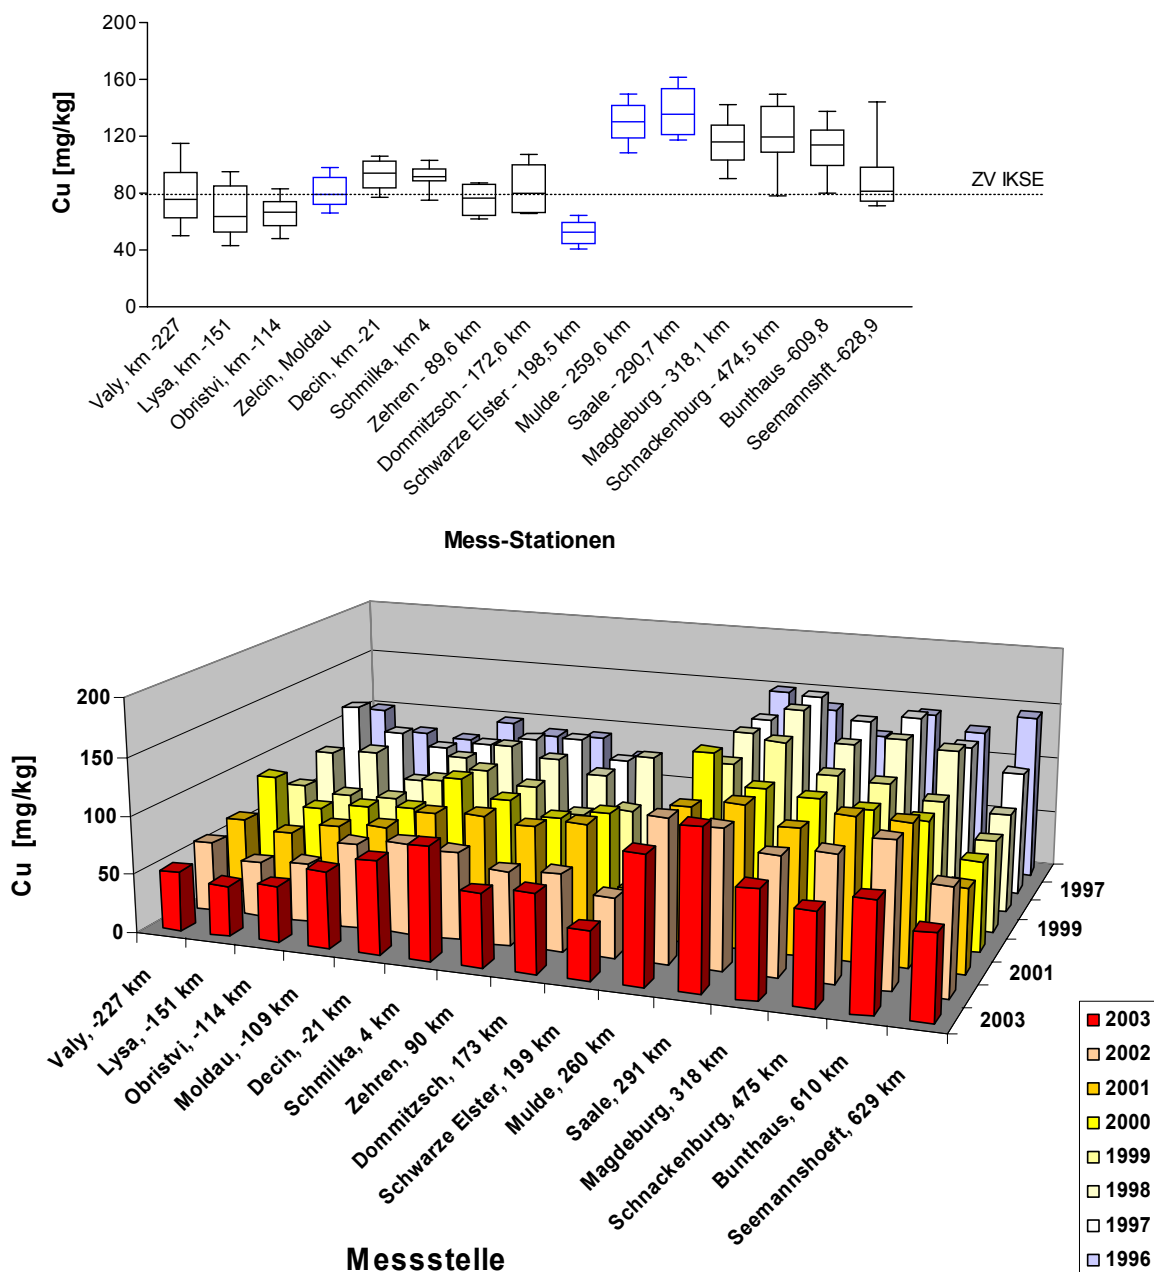 200
160
120
80
40
0
Cu [mg/kg]
ZV IKSE
Valy, km -227
Lysa, km -151
Obristvi, km -114
Zelcin, Moldau
Decin, km -21
Schmilka, km 4
Zehren - 89,6 km
Dommitzsch - 172,6 km
Schwarze Elster - 198,5 km
Mulde - 259,6 km
Saale - 290,7 km
Magdeburg - 318,1 km
Schnackenburg - 474,5 km
Bunthaus -609,8
Seemannshft -628,9
Mess-Stationen
200
150
100
50
0
Cu [mg/kg]
1997
1999
2001
2003
Valy, -227 km
Lysa, -151 km
Obristvi, -114 km
Moldau, -109 km
Decin, -21 km
Schmilka, 4 km
Zehren, 90 km
Dommitzsch, 173 km
Schwarze Elster, 199 km
Mulde, 260 km
Saale, 291 km
Magdeburg, 318 km
Schnackenburg, 475 km
Bunthaus, 610 km
Seemannshoeft, 629 km
Messstelle
2003
2002
2001
2000
1999
1998
1997
1996